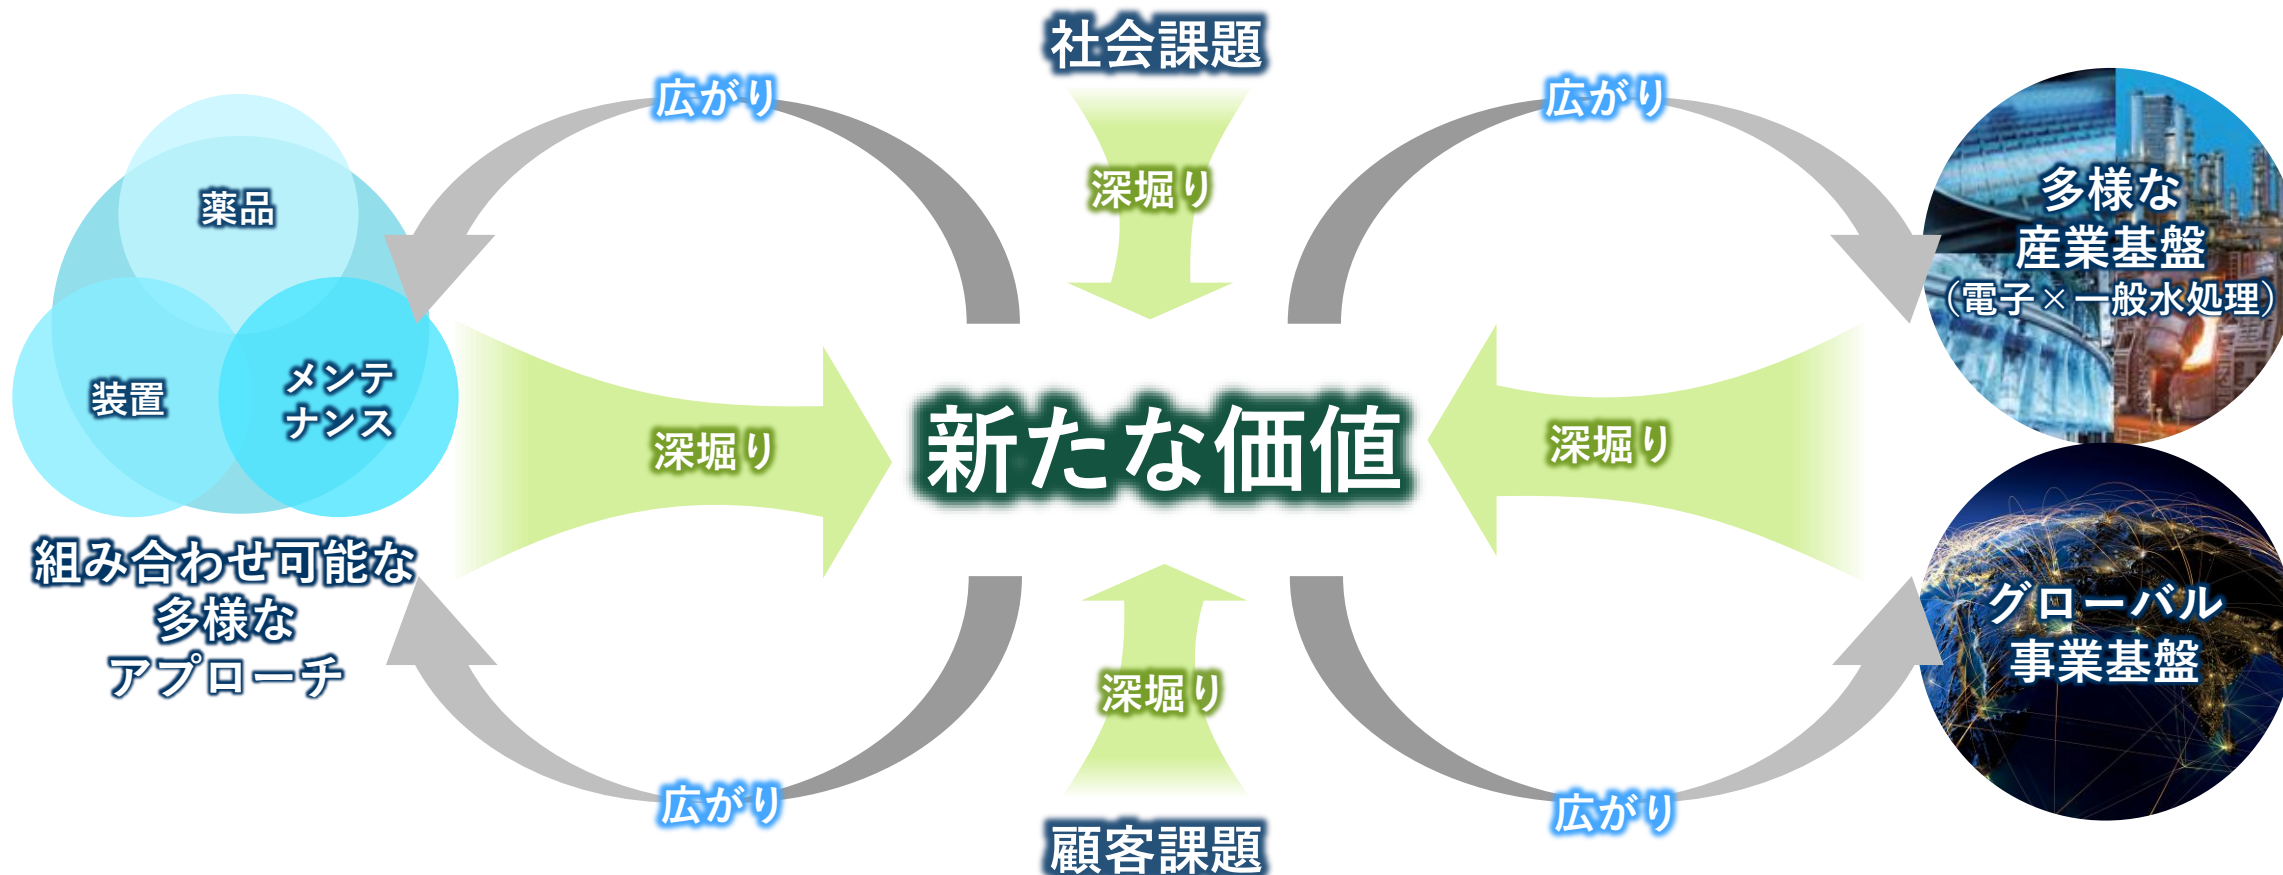 社会課題
広がり
広がり
深堀り
薬品
装置
メンテ
ナンス
組み合わせ可能な
多様な
アプローチ
深堀り
新たな価値
深堀り
多様な
産業基盤
（電子×一般水処理）
グローバル
事業基盤
深堀り
広がり
広がり
顧客課題